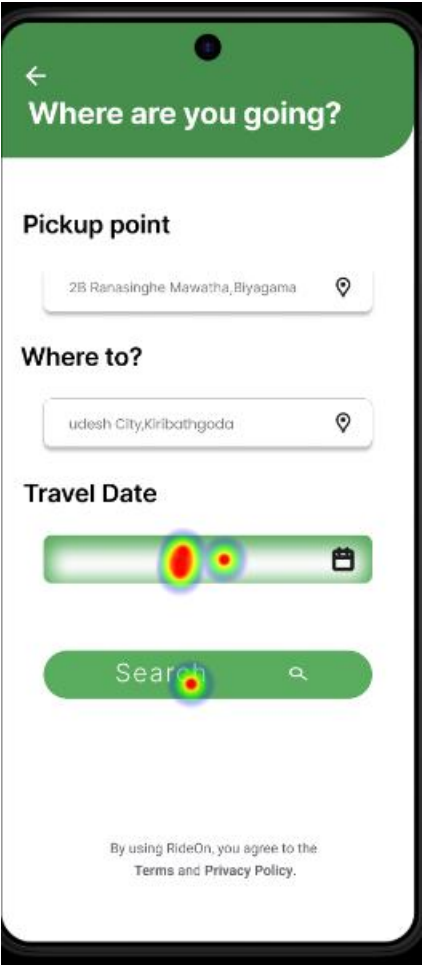 Where are you going?
Pickup point
2B Ranasinghe Mawatha,Biyagama
Where to?
udesh City,Kiribathgoda
Travel Date
Search
By using RideOn, you agree to the
Terms and Privacy Policy.